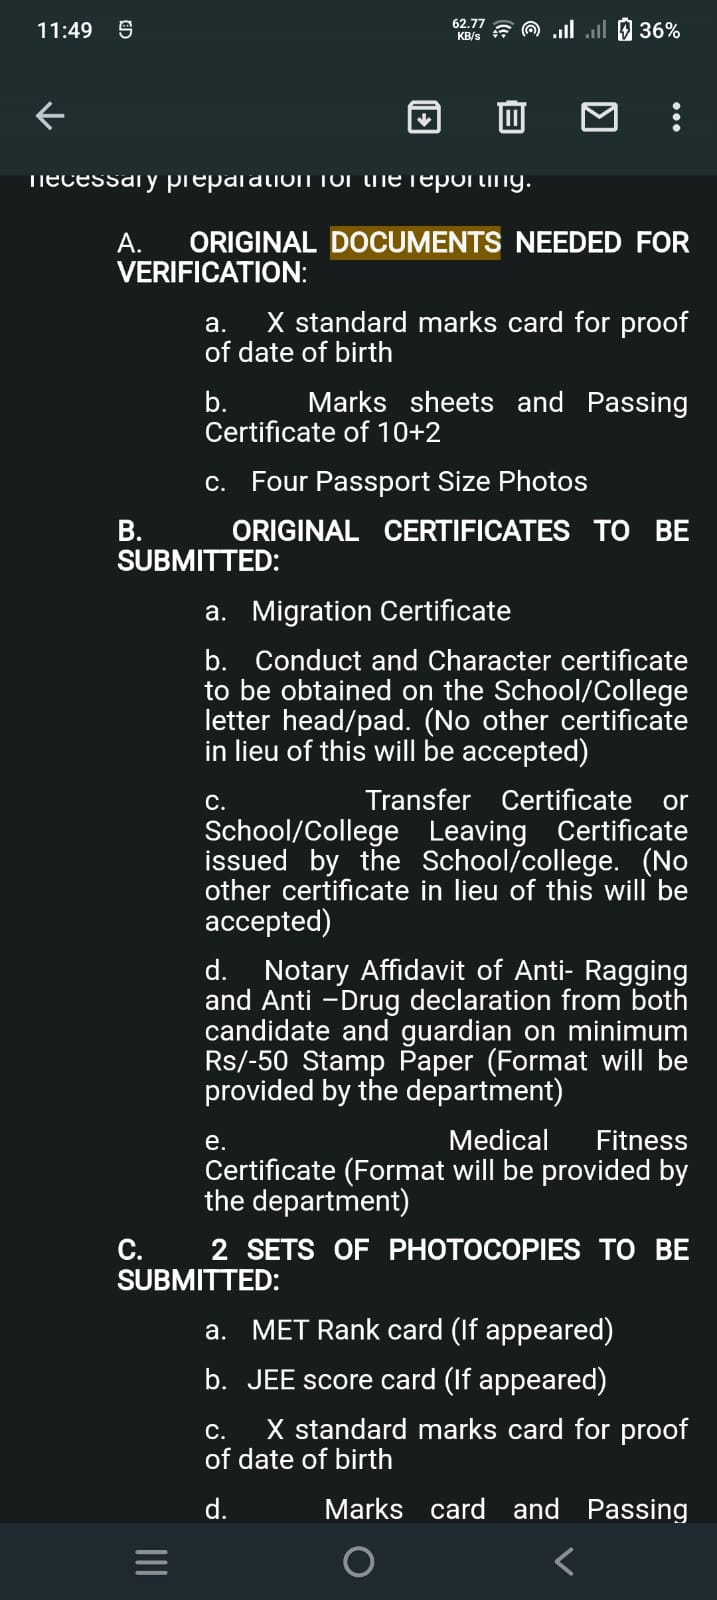 11:49
62.77
KB/s
36%
necessary preparation for the reporting.
A. ORIGINAL DOCUMENTS NEEDED FOR
VERIFICATION:
a. X standard marks card for proof
of date of birth
b. Marks sheets and Passing
Certificate of 10+2
c. Four Passport Size Photos
B. ORIGINAL CERTIFICATES TO BE
SUBMITTED:
a. Migration Certificate
b. Conduct and Character certificate
to be obtained on the School/College
letter head/pad. (No other certificate
in lieu of this will be accepted)
c. Transfer Certificate or
School/College Leaving Certificate
issued by the School/college. (No
other certificate in lieu of this will be
accepted)
d. Notary Affidavit of Anti- Ragging
and Anti –Drug declaration from both
candidate and guardian on minimum
Rs/-50 Stamp Paper (Format will be
provided by the department)
e. Medical Fitness
Certificate (Format will be provided by
the department)
C. 2 SETS OF PHOTOCOPIES TO BE
SUBMITTED:
a. MET Rank card (If appeared)
b. JEE score card (If appeared)
c. X standard marks card for proof
of date of birth
d. Marks card and Passing